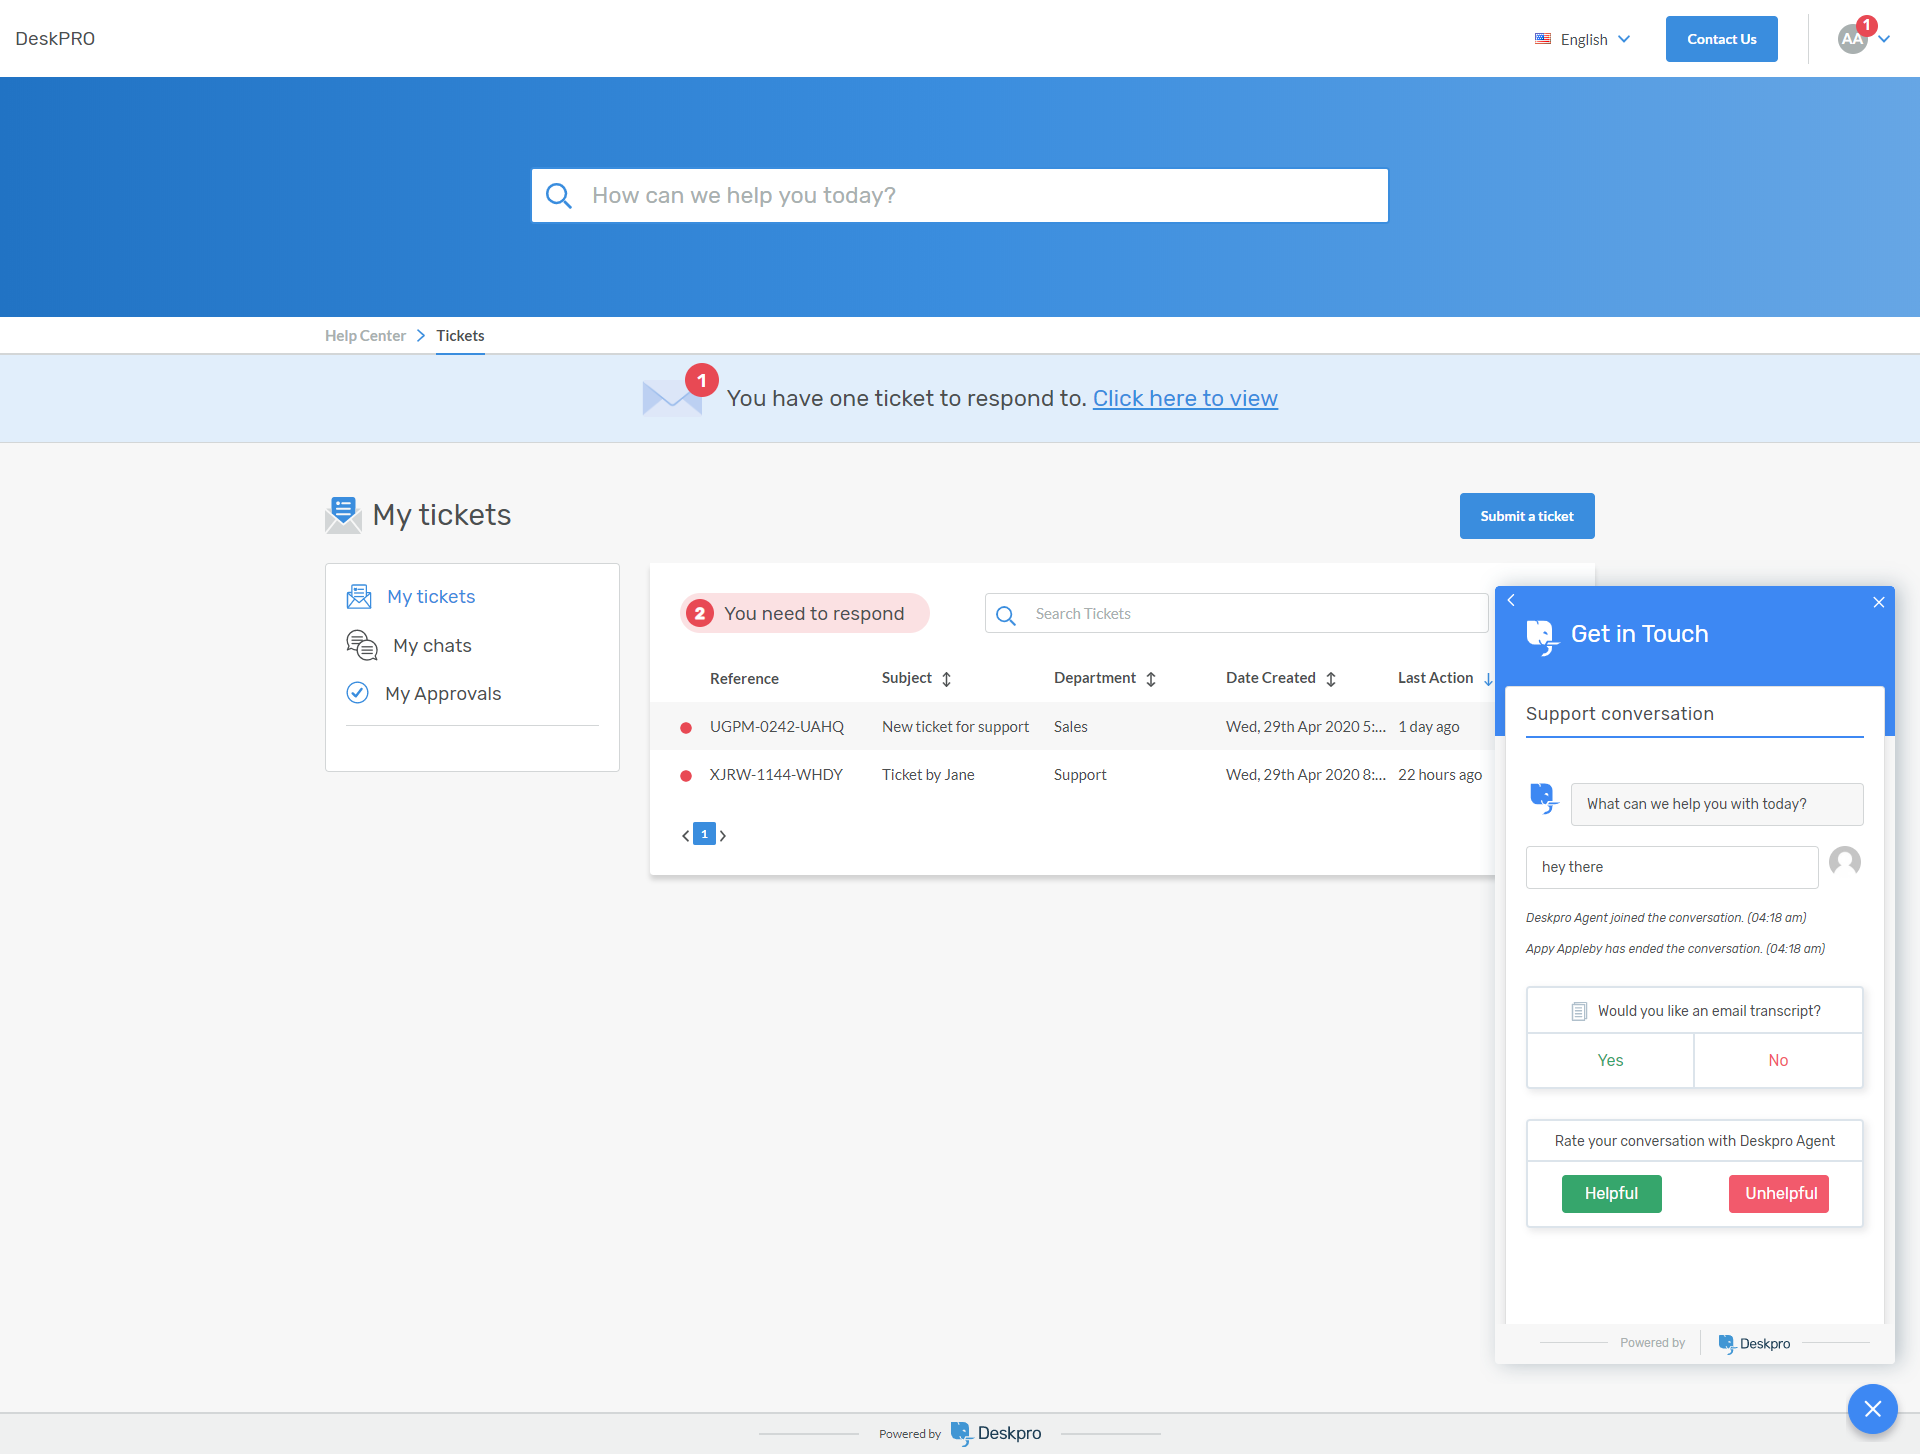 DeskPRO
English
Contact Us
AA
1
How can we help you today?
Help Center
Tickets
1
You have one ticket to respond to. Click here to view
My tickets
Submit a ticket
My tickets
My chats
My Approvals
2 You need to respond
Search Tickets
Reference Subject Department Date Created Last Action
UGPM-0242-UAHQ New ticket for support Sales Wed, 29th Apr 2020 5:... 1 day ago
XJRW-1144-WHDY Ticket by Jane Support Wed, 29th Apr 2020 8:... 22 hours ago
1
Get in Touch
Support conversation
What can we help you with today?
hey there
Deskpro Agent joined the conversation. (04:18 am)
Appy Appleby has ended the conversation. (04:18 am)
Would you like an email transcript?
Yes No
Rate your conversation with Deskpro Agent
Helpful Unhelpful
Powered by Deskpro
Powered by Deskpro